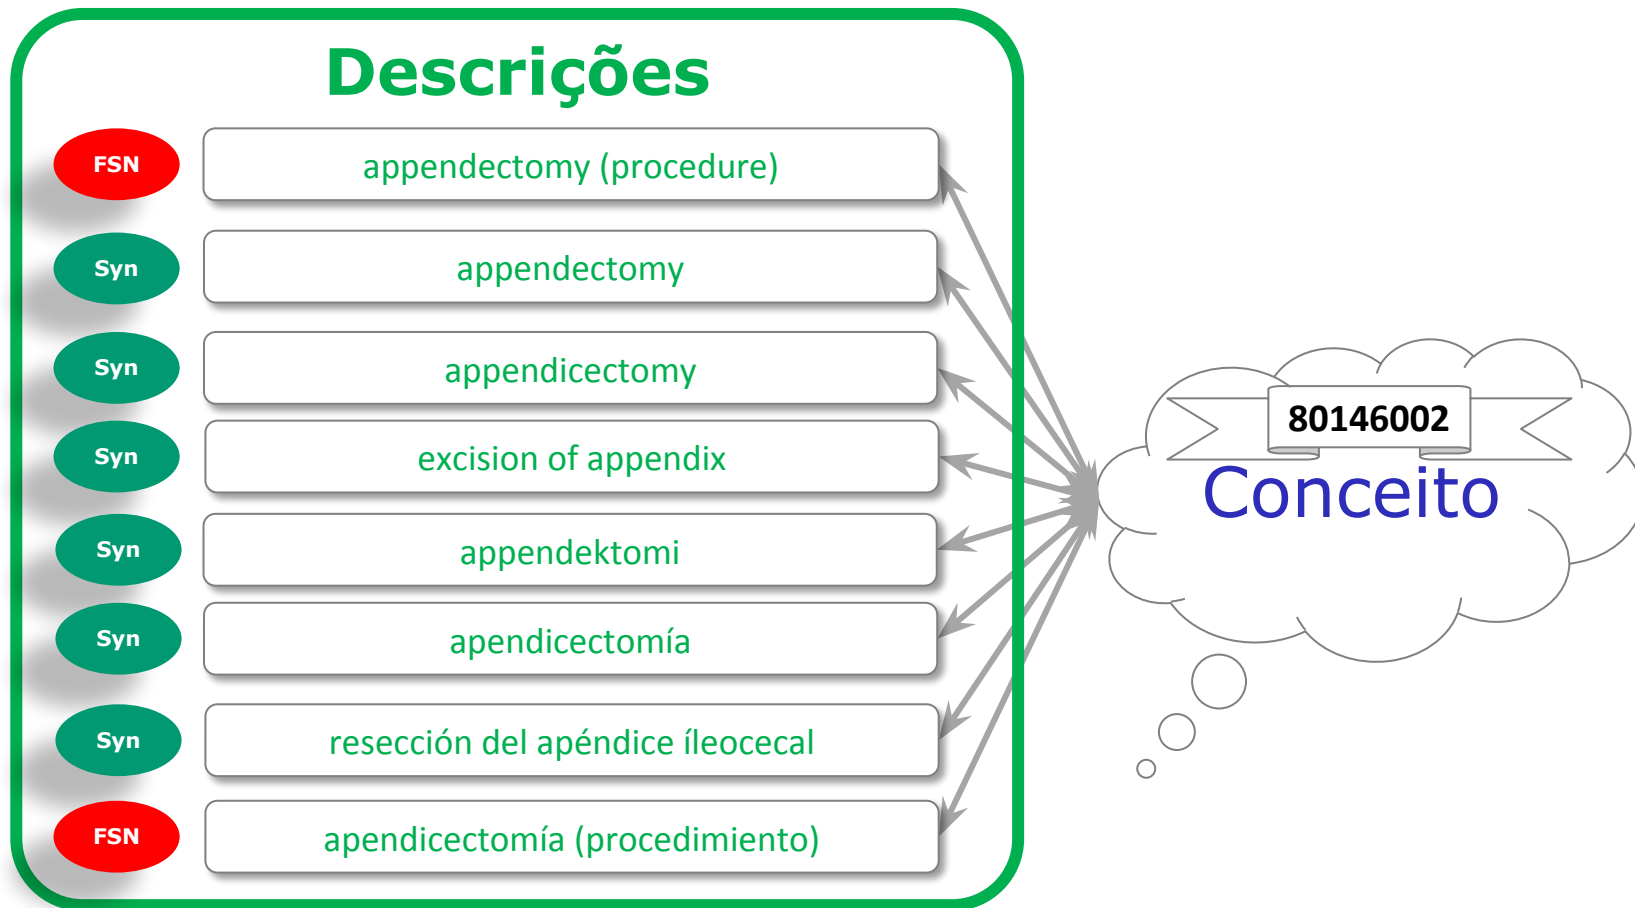 Descrições
FSN
appendectomy (procedure)
Syn
appendectomy
Syn
appendicectomy
Syn
excision of appendix
Syn
appendektomi
Syn
apendicectomía
Syn
resección del apéndice íleocecal
FSN
apendicectomía (procedimiento)
80146002
Conceito